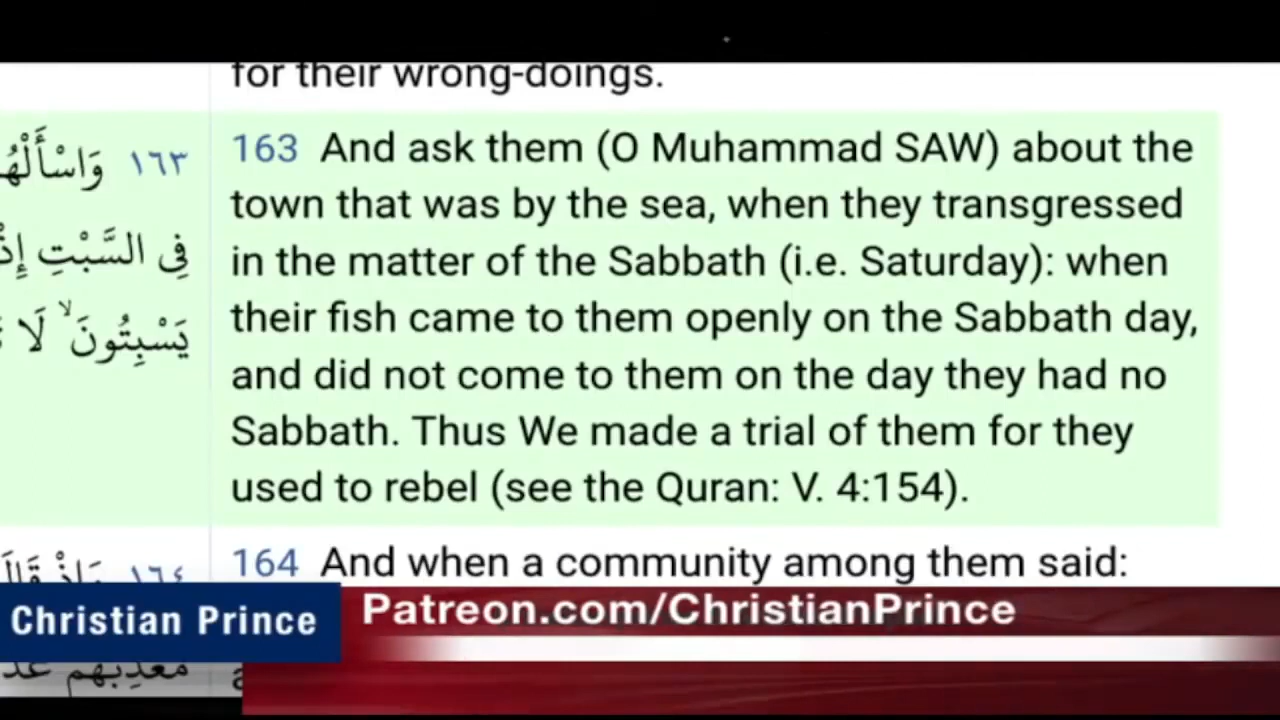 for their wrong-doings.
١٦٣ وَاسْأَلْهُ
فِي السَّبْتِ إِذْ
يَسْبِتُونَ ۙ لَا
163 And ask them (O Muhammad SAW) about the
town that was by the sea, when they transgressed
in the matter of the Sabbath (i.e. Saturday): when
their fish came to them openly on the Sabbath day,
and did not come to them on the day they had no
Sabbath. Thus We made a trial of them for they
used to rebel (see the Quran: V. 4:154).
١٦٤ وَإِذْ قَالَ
164 And when a community among them said:
Christian Prince
Patreon.com/ChristianPrince